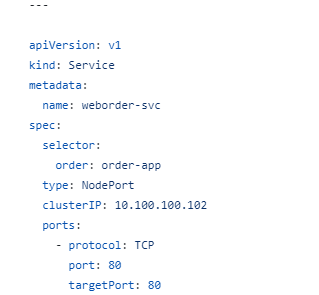 ---
apiVersion: v1
kind: Service
metadata:
  name: weborder-svc
spec:
  selector:
    order: order-app
  type: NodePort
  clusterIP: 10.100.100.102
  ports:
    - protocol: TCP
      port: 80
      targetPort: 80